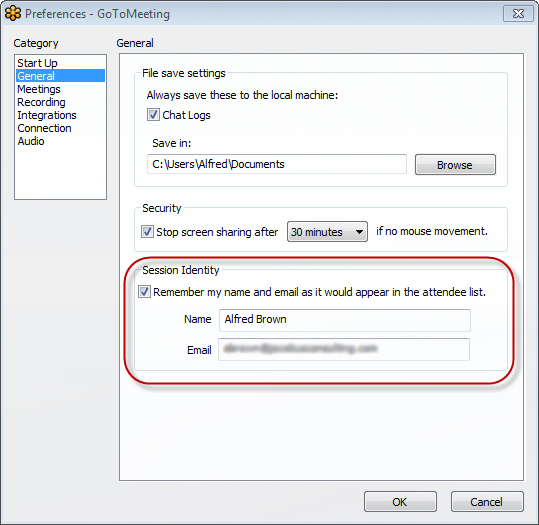 Preferences - GoToMeeting
Category
Start Up
General
Meetings
Recording
Integrations
Connection
Audio
General
File save settings
Always save these to the local machine:
Chat Logs
Save in:
C:\Users\Alfred\Documents
Browse
Security
Stop screen sharing after 30 minutes if no mouse movement.
Session Identity
Remember my name and email as it would appear in the attendee list.
Name Alfred Brown
Email
OK Cancel